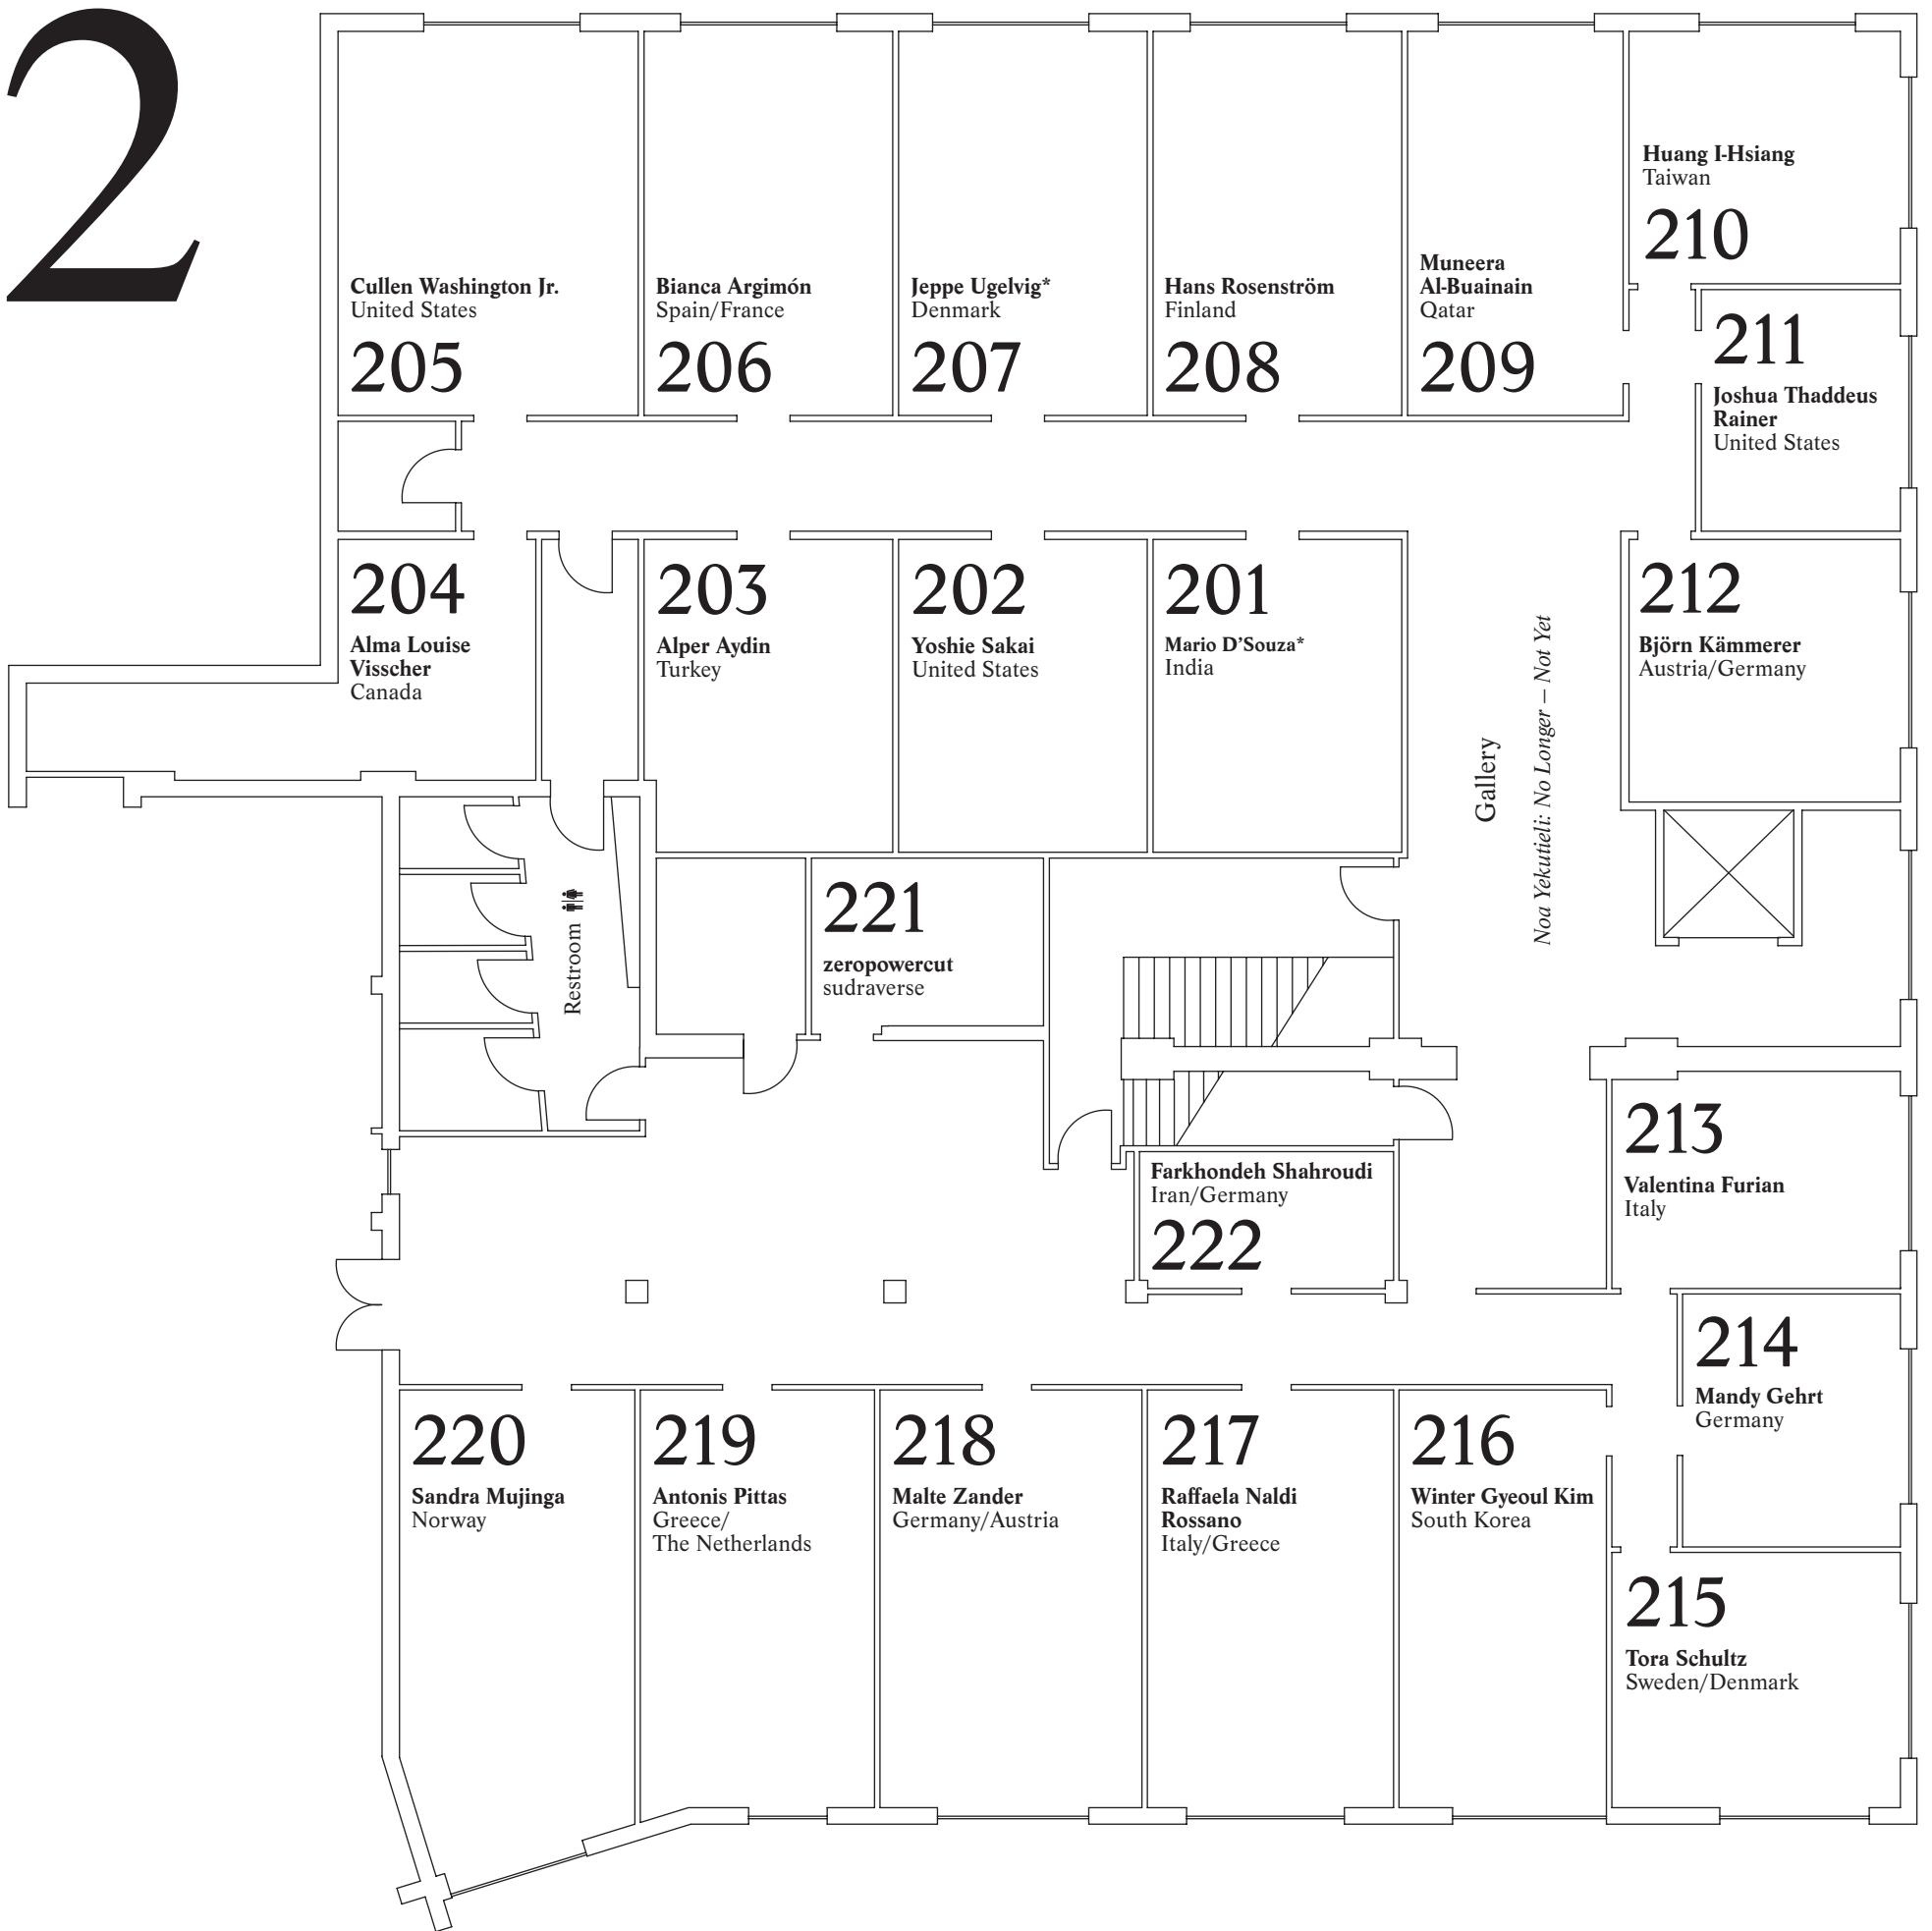 2
Cullen Washington Jr.
United States
205
Bianca Argimón
Spain/France
206
Jeppe Ugelvig*
Denmark
207
Hans Rosenström
Finland
208
Muneera
Al-Buainain
Qatar
209
Huang I-Hsiang
Taiwan
210
211
Joshua Thaddeus
Rainer
United States
204
Alma Louise
Visscher
Canada
203
Alper Aydin
Turkey
202
Yoshie Sakai
United States
201
Mario D’Souza*
India
Gallery
Noa Yekutieli: No Longer – Not Yet
212
Björn Kämmerer
Austria/Germany
Restroom
221
zeropowercut
sudraverse
Farkhondeh Shahroudi
Iran/Germany
222
213
Valentina Furian
Italy
214
Mandy Gehrt
Germany
220
Sandra Mujinga
Norway
219
Antonis Pittas
Greece/
The Netherlands
218
Malte Zander
Germany/Austria
217
Raffaela Naldi
Rossano
Italy/Greece
216
Winter Gyeoul Kim
South Korea
215
Tora Schultz
Sweden/Denmark